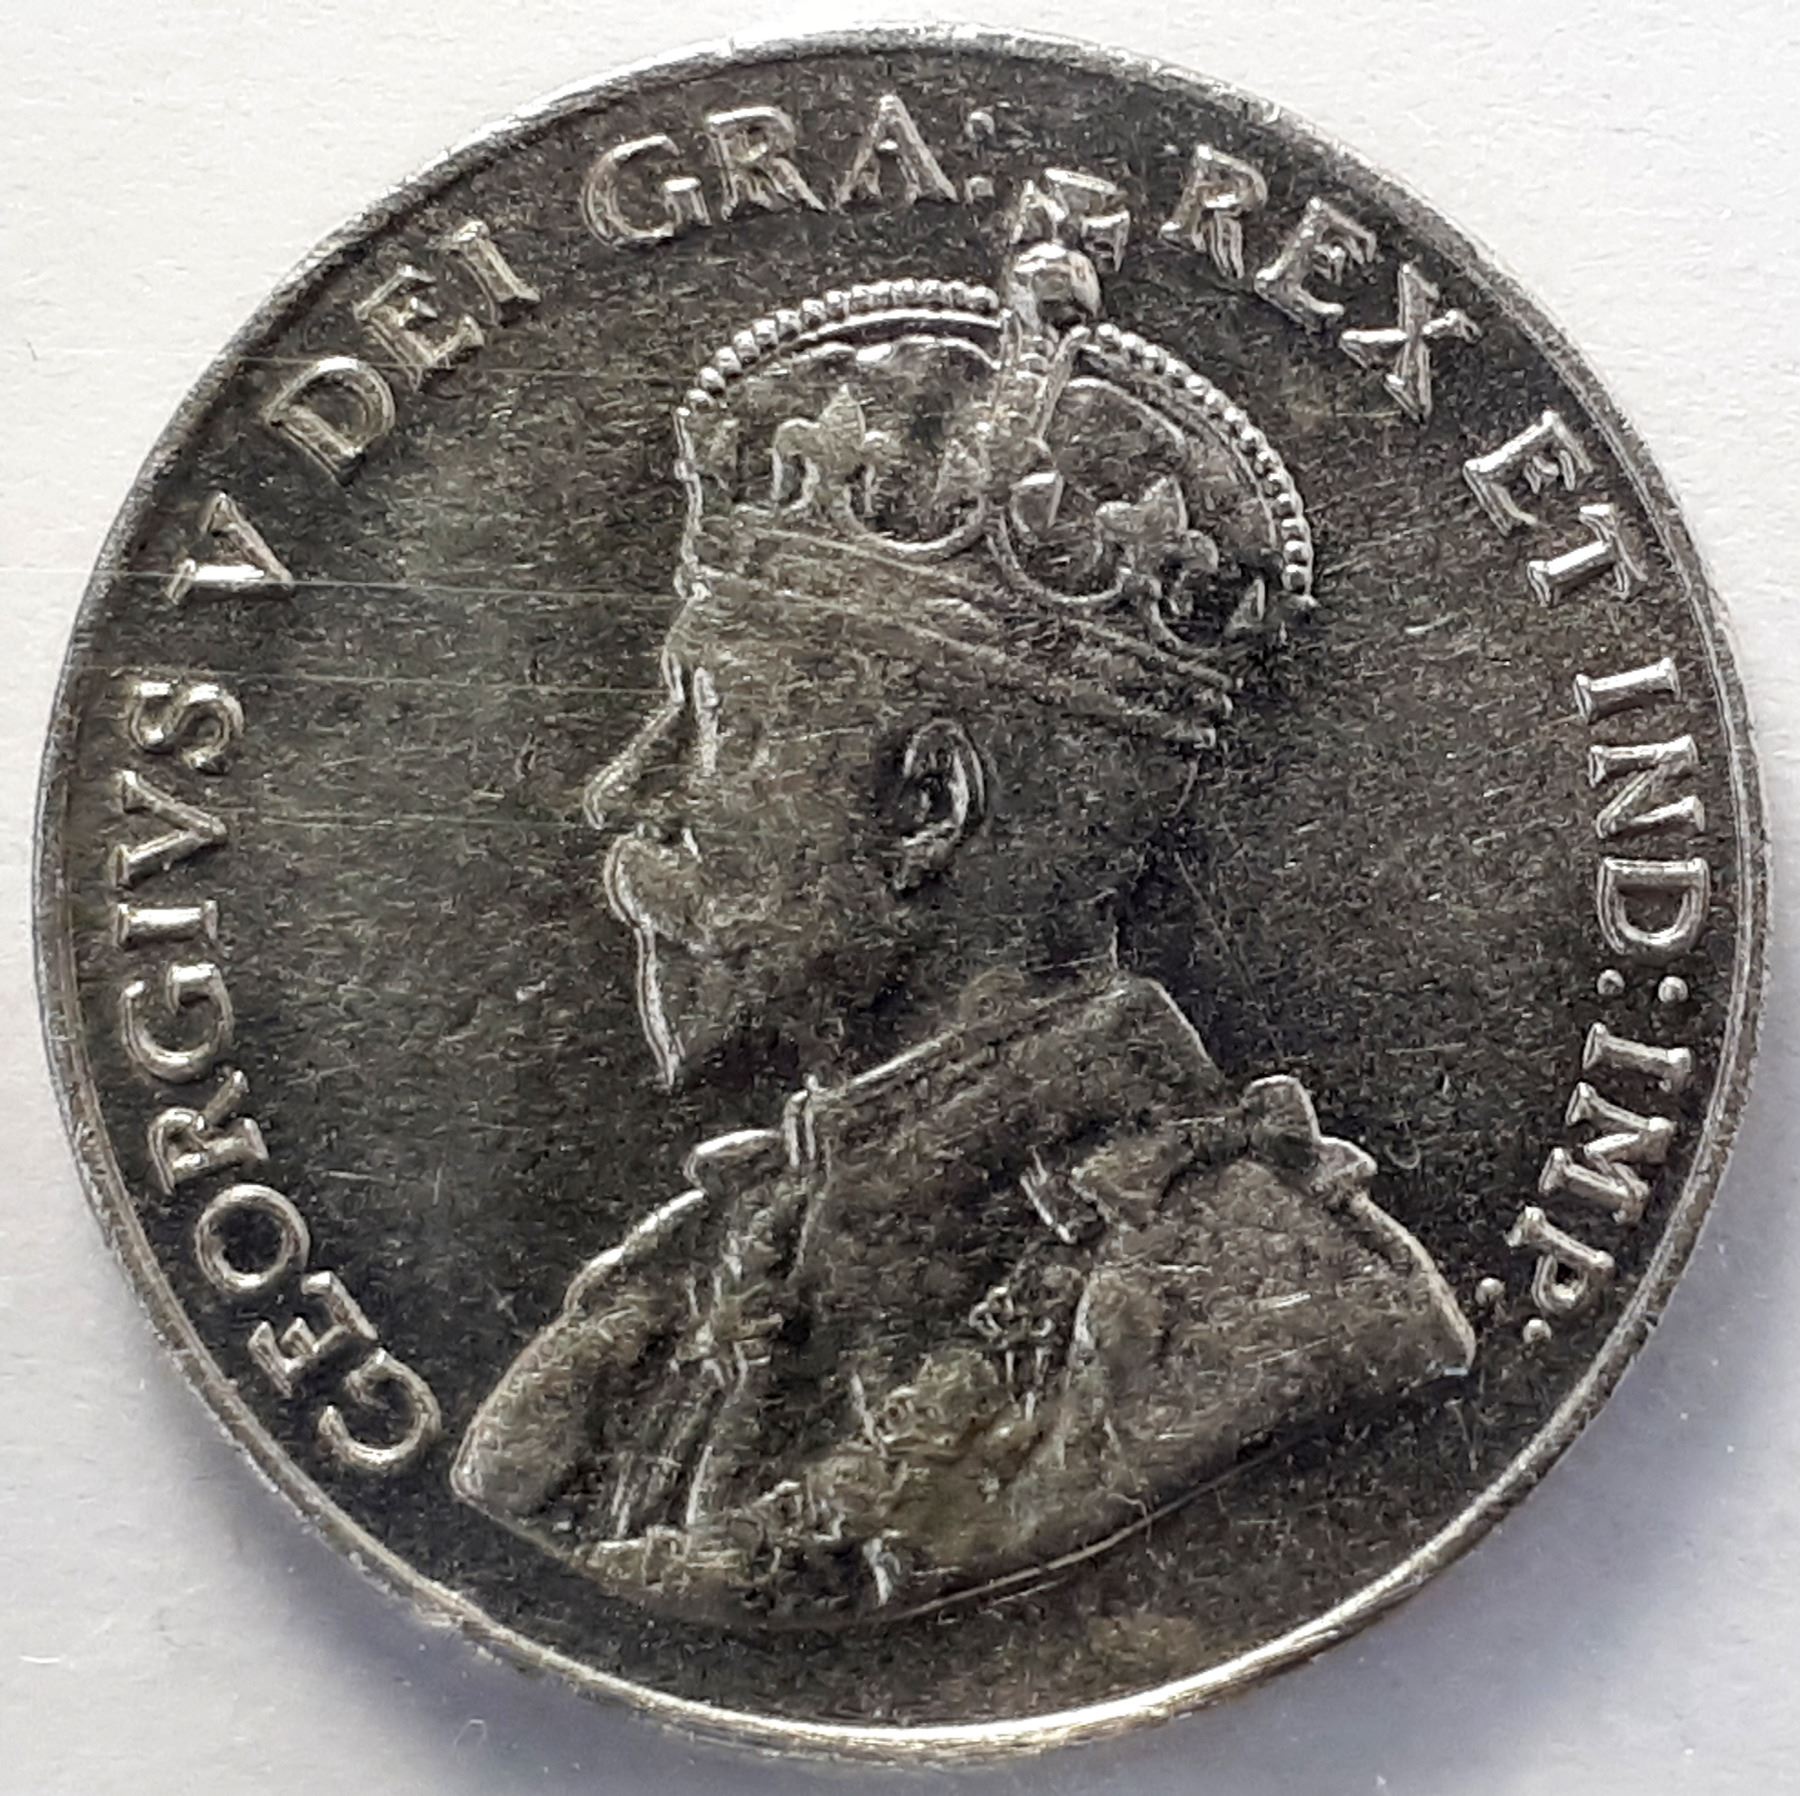 GEORGIVS V DEI GRA: REX ET IND: IMP: